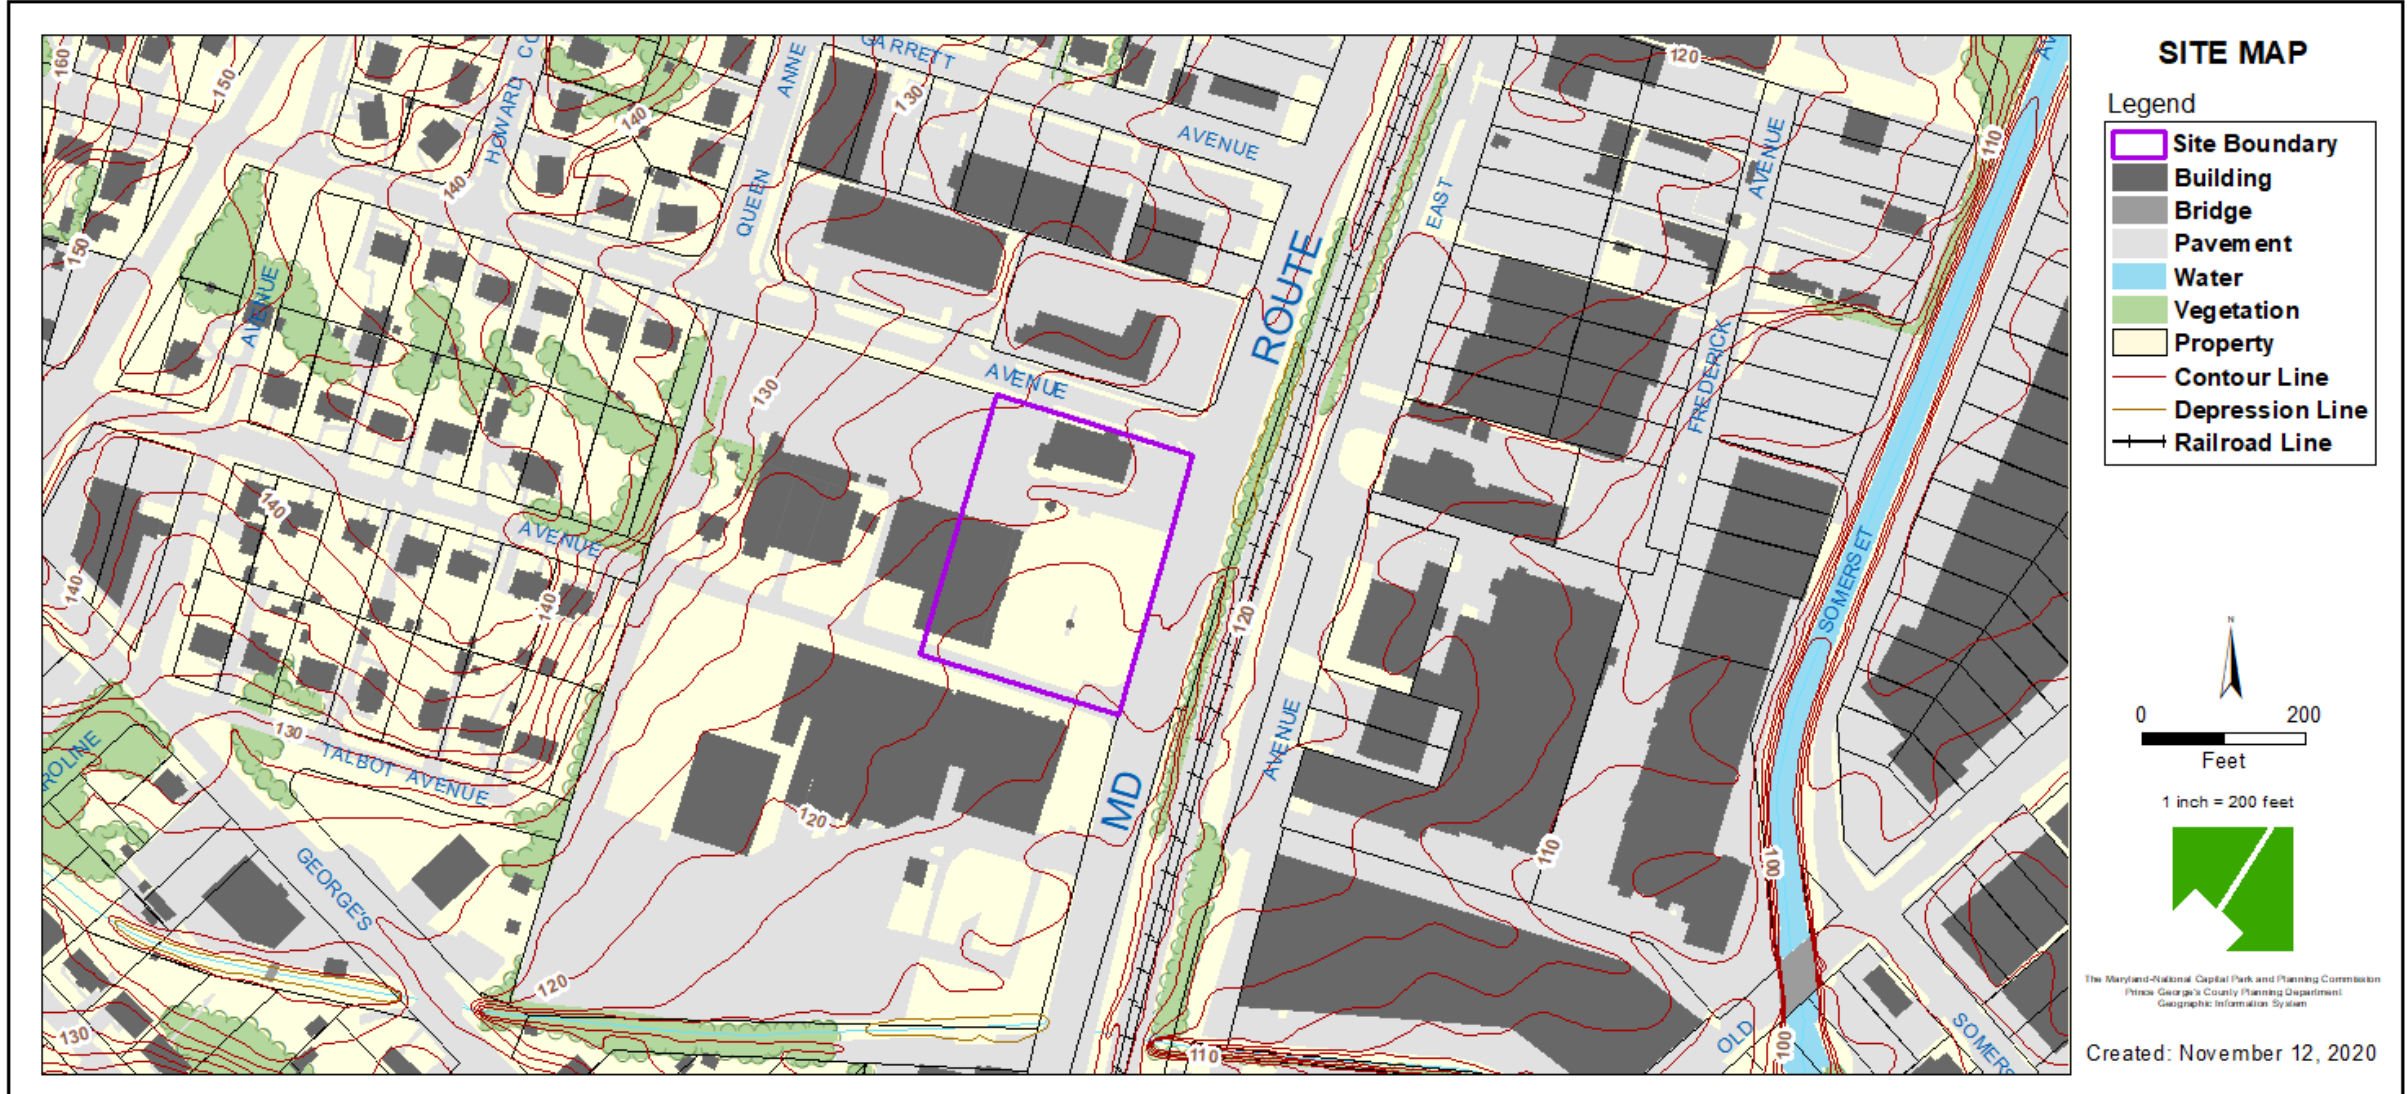 SITE MAP
Legend
Site Boundary
Building
Bridge
Pavement
Water
Vegetation
Property
Contour Line
Depression Line
Railroad Line
N
0 200
Feet
1 inch = 200 feet
The Maryland-National Capital Park and Planning Commission
Prince George's County Planning Department
Geographic Information System
Created: November 12, 2020
160
150
HOWARD CO
ANNE
GARRETT
130
120
AV
140
AVENUE
AVENUE
110
140
QUEEN
EAST
150
AVENUE
ROUTE
FREDERICK
130
AVENUE
140
AVENUE
140
140
120
SOMERSET
130
TALBOT AVENUE
AVENUE
ROLINE
MD
120
110
100
GEORGE'S
120
130
110
OLD
100
SOMERS